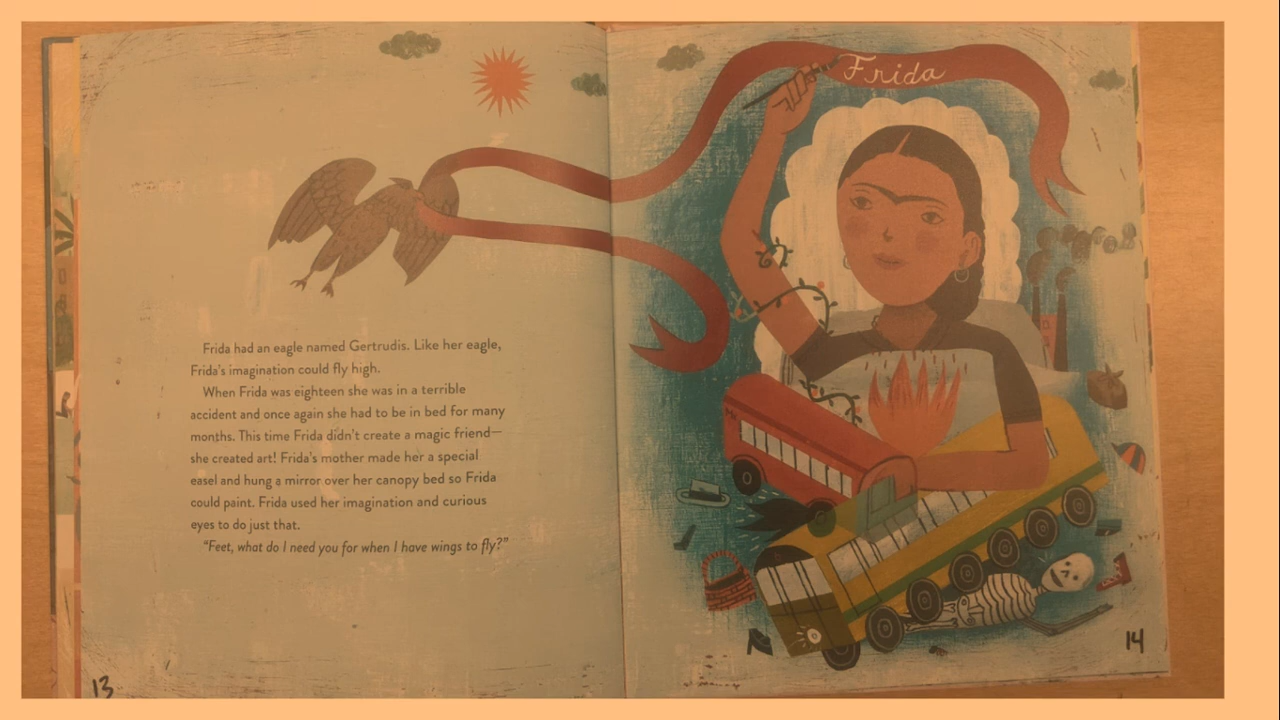 Frida
Frida had an eagle named Gertrudis. Like her eagle,
Frida's imagination could fly high.
When Frida was eighteen she was in a terrible
accident and once again she had to be in bed for many
months. This time Frida didn't create a magic friend—
she created art! Frida's mother made her a special
easel and hung a mirror over her canopy bed so Frida
could paint. Frida used her imagination and curious
eyes to do just that.
"Feet, what do I need you for when I have wings to fly?"
13
14